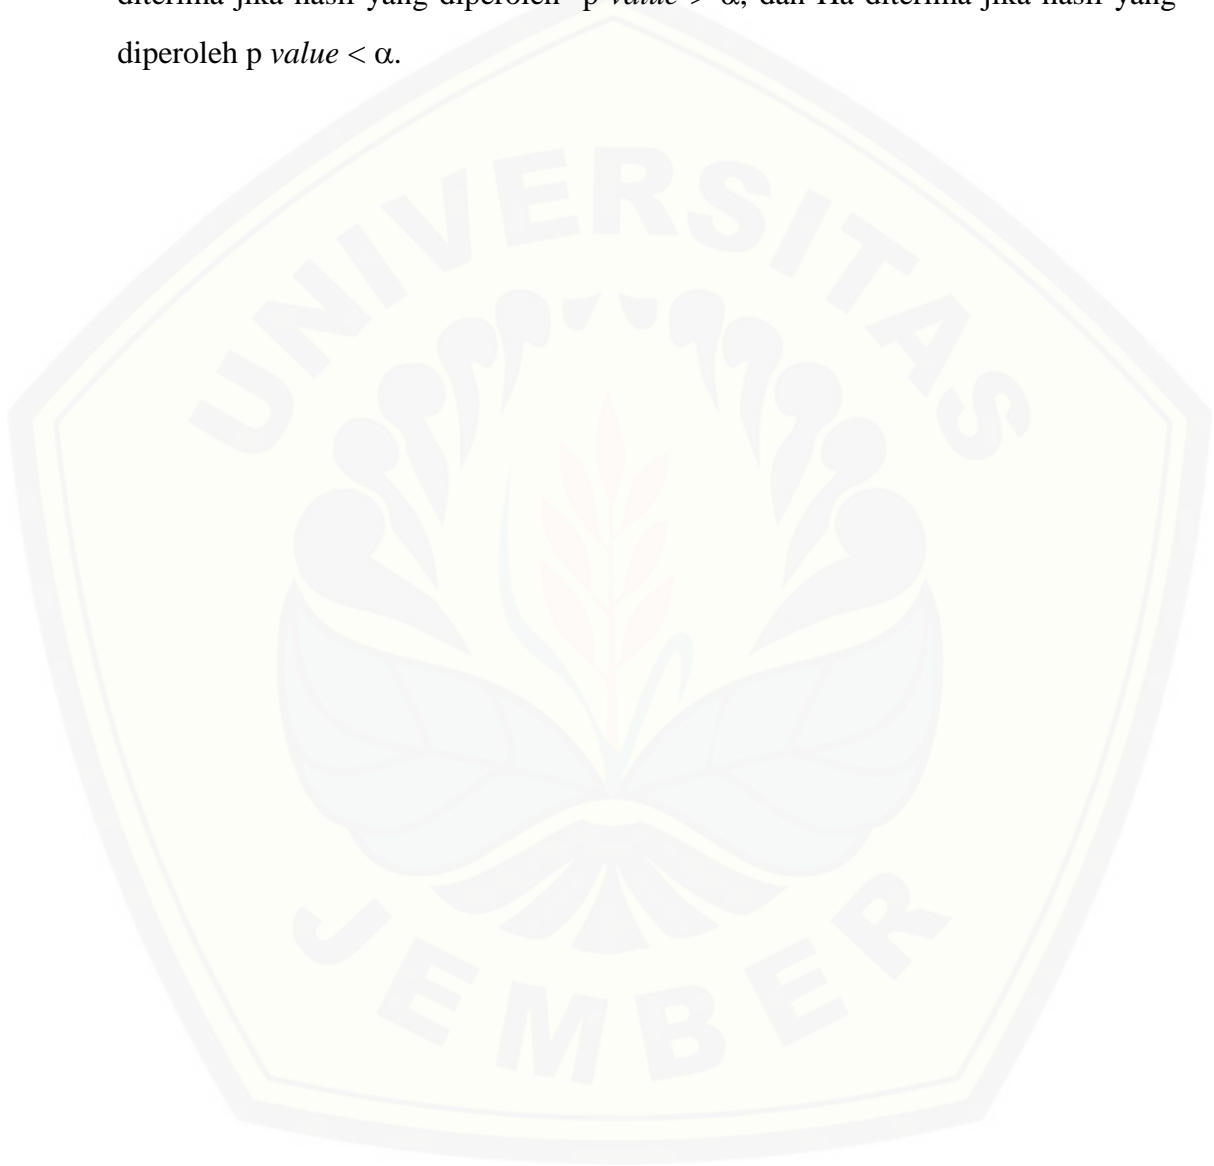 diterima jika hasil yang diperoleh p value > α, dan Ha diterima jika hasil yang
diperoleh p value < α.
UNIVERSITAS
JEMBER